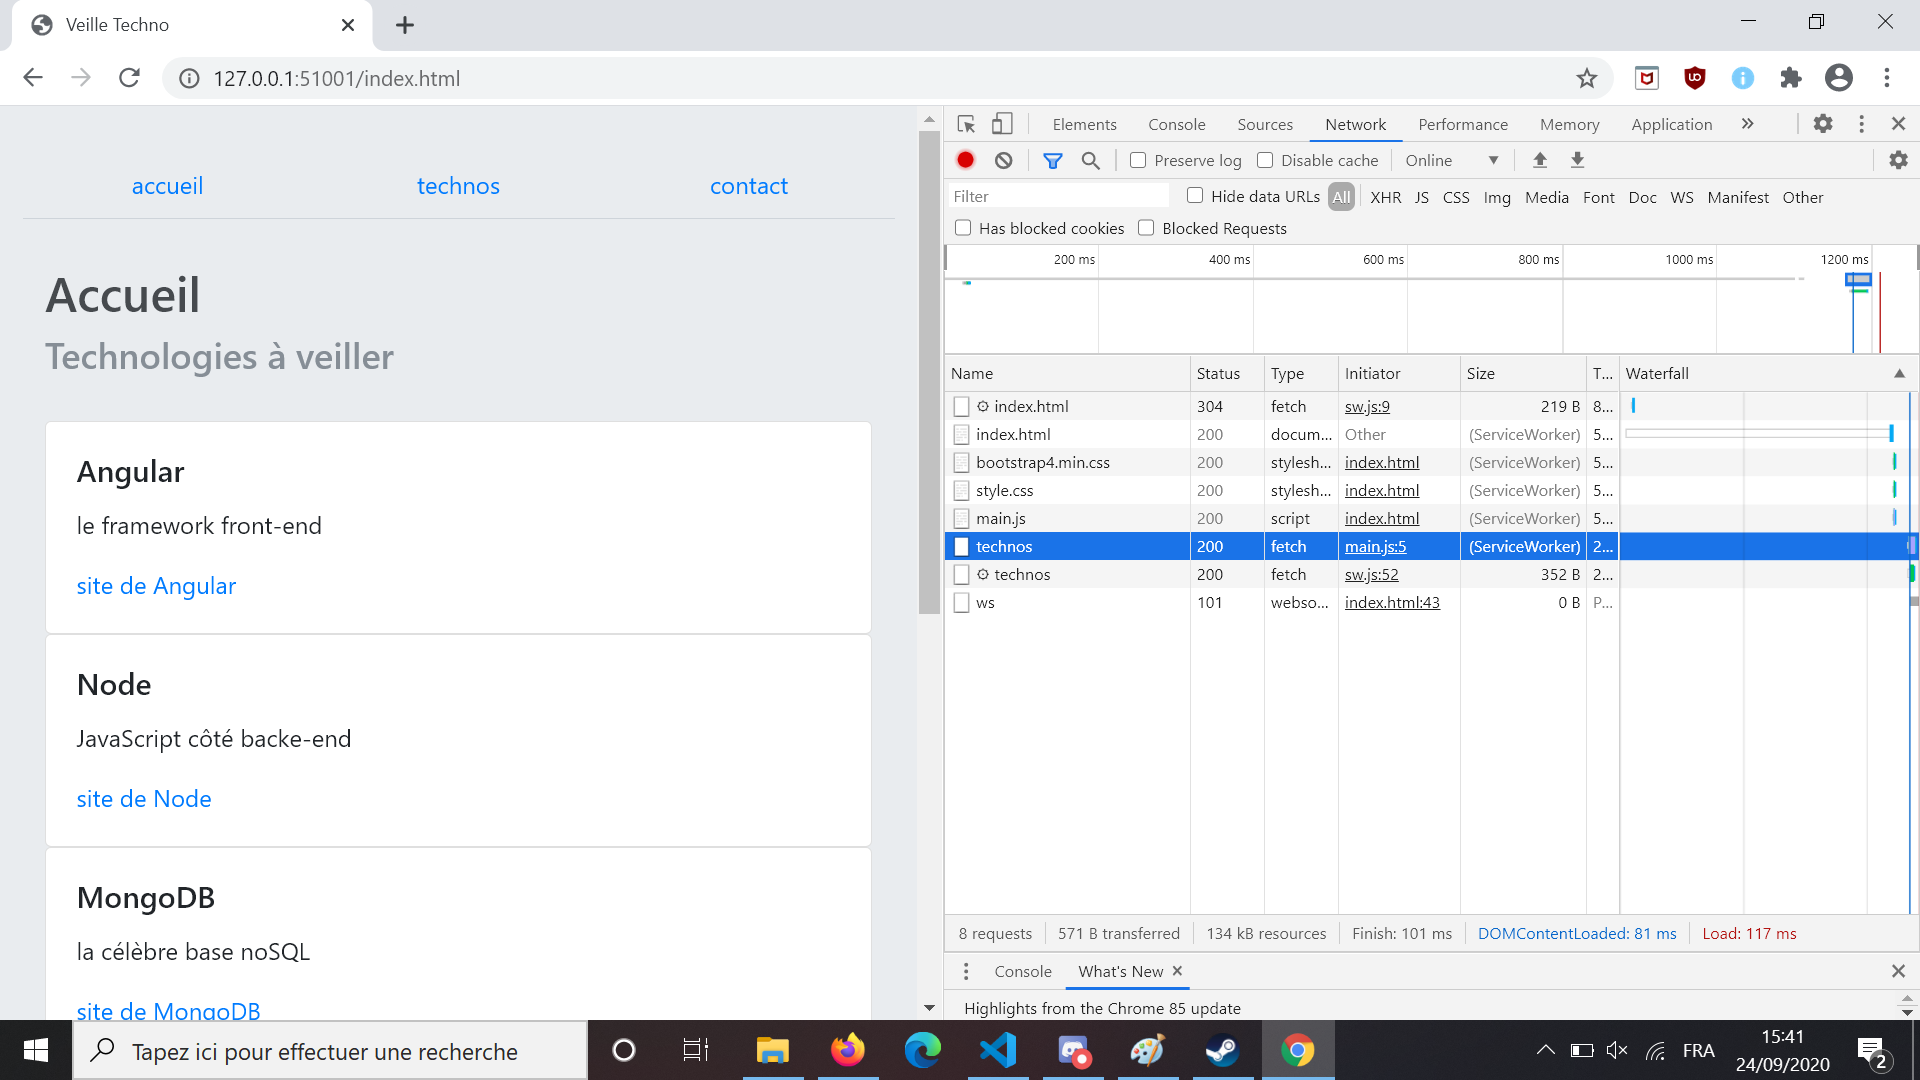 Veille Techno
127.0.0.1:51001/index.html
accueil technos contact
Accueil
Technologies à veiller
Angular
le framework front-end
site de Angular
Node
JavaScript côté backe-end
site de Node
MongoDB
la célèbre base noSQL
site de MongoDB
Elements Console Sources Network Performance Memory Application »
Preserve log Disable cache Online
Filter Hide data URLs All XHR JS CSS Img Media Font Doc WS Manifest Other
Has blocked cookies Blocked Requests
200 ms 400 ms 600 ms 800 ms 1000 ms 1200 ms
Name Status Type Initiator Size T... Waterfall
index.html 304 fetch sw.js:9 219 B 8...
index.html 200 docum... Other (ServiceWorker) 5...
bootstrap4.min.css 200 stylesh... index.html (ServiceWorker) 5...
style.css 200 stylesh... index.html (ServiceWorker) 5...
main.js 200 script index.html (ServiceWorker) 5...
technos 200 fetch main.js:5 (ServiceWorker) 2...
technos 200 fetch sw.js:52 352 B 2...
ws 101 webso... index.html:43 0 B P...
8 requests 571 B transferred 134 kB resources Finish: 101 ms DOMContentLoaded: 81 ms Load: 117 ms
Console What's New
Highlights from the Chrome 85 update
Tapez ici pour effectuer une recherche
FRA
15:41
24/09/2020
2